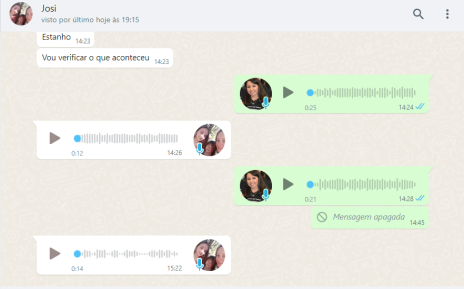 Josi
visto por último hoje às 19:15
Estanho 14:23
Vou verificar o que aconteceu 14:23
0:25 14:24
0:12 14:26
0:21 14:28
Mensagem apagada 14:45
0:14 15:22